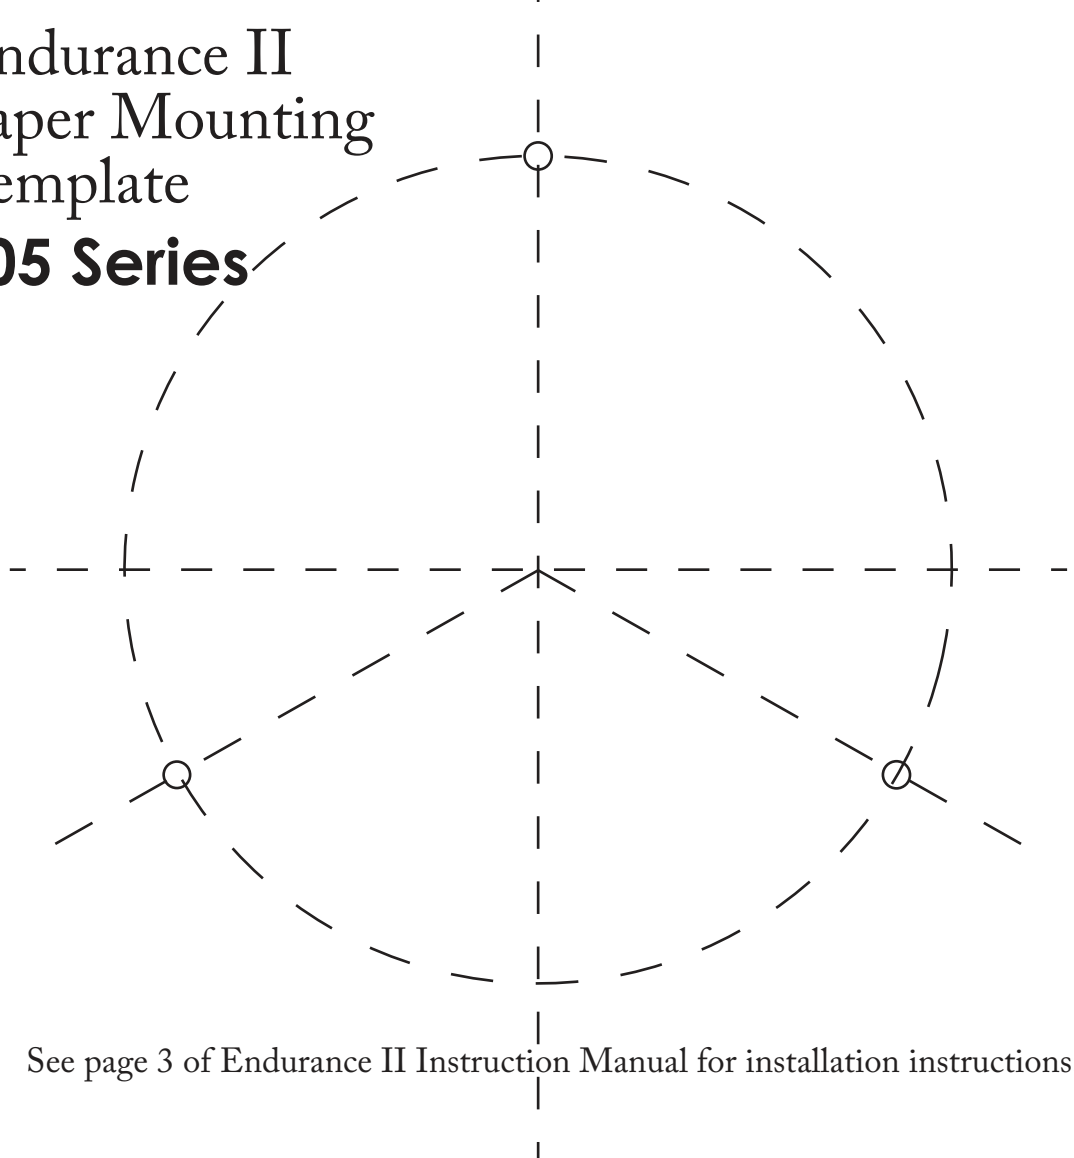 ndurance II
aper Mounting
emplate
05 Series
See page 3 of Endurance II Instruction Manual for installation instructions